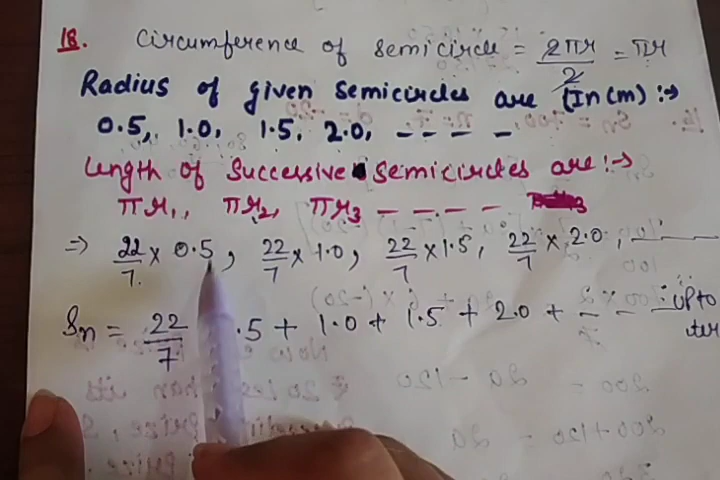 18. Circumference of semicircle = 2πr/2 = πr
Radius of given semicircles are (In cm) :→
0.5, 1.0, 1.5, 2.0, - - - -
Length of Successive semicircles are :→
πr₁, πr₂, πr₃ - - - -
⇒ 22/7 × 0.5, 22/7 × 1.0, 22/7 × 1.5, 22/7 × 2.0, ———
Sn = 22/7 .5 + 1.0 + 1.5 + 2.0 + - - - upto
ter